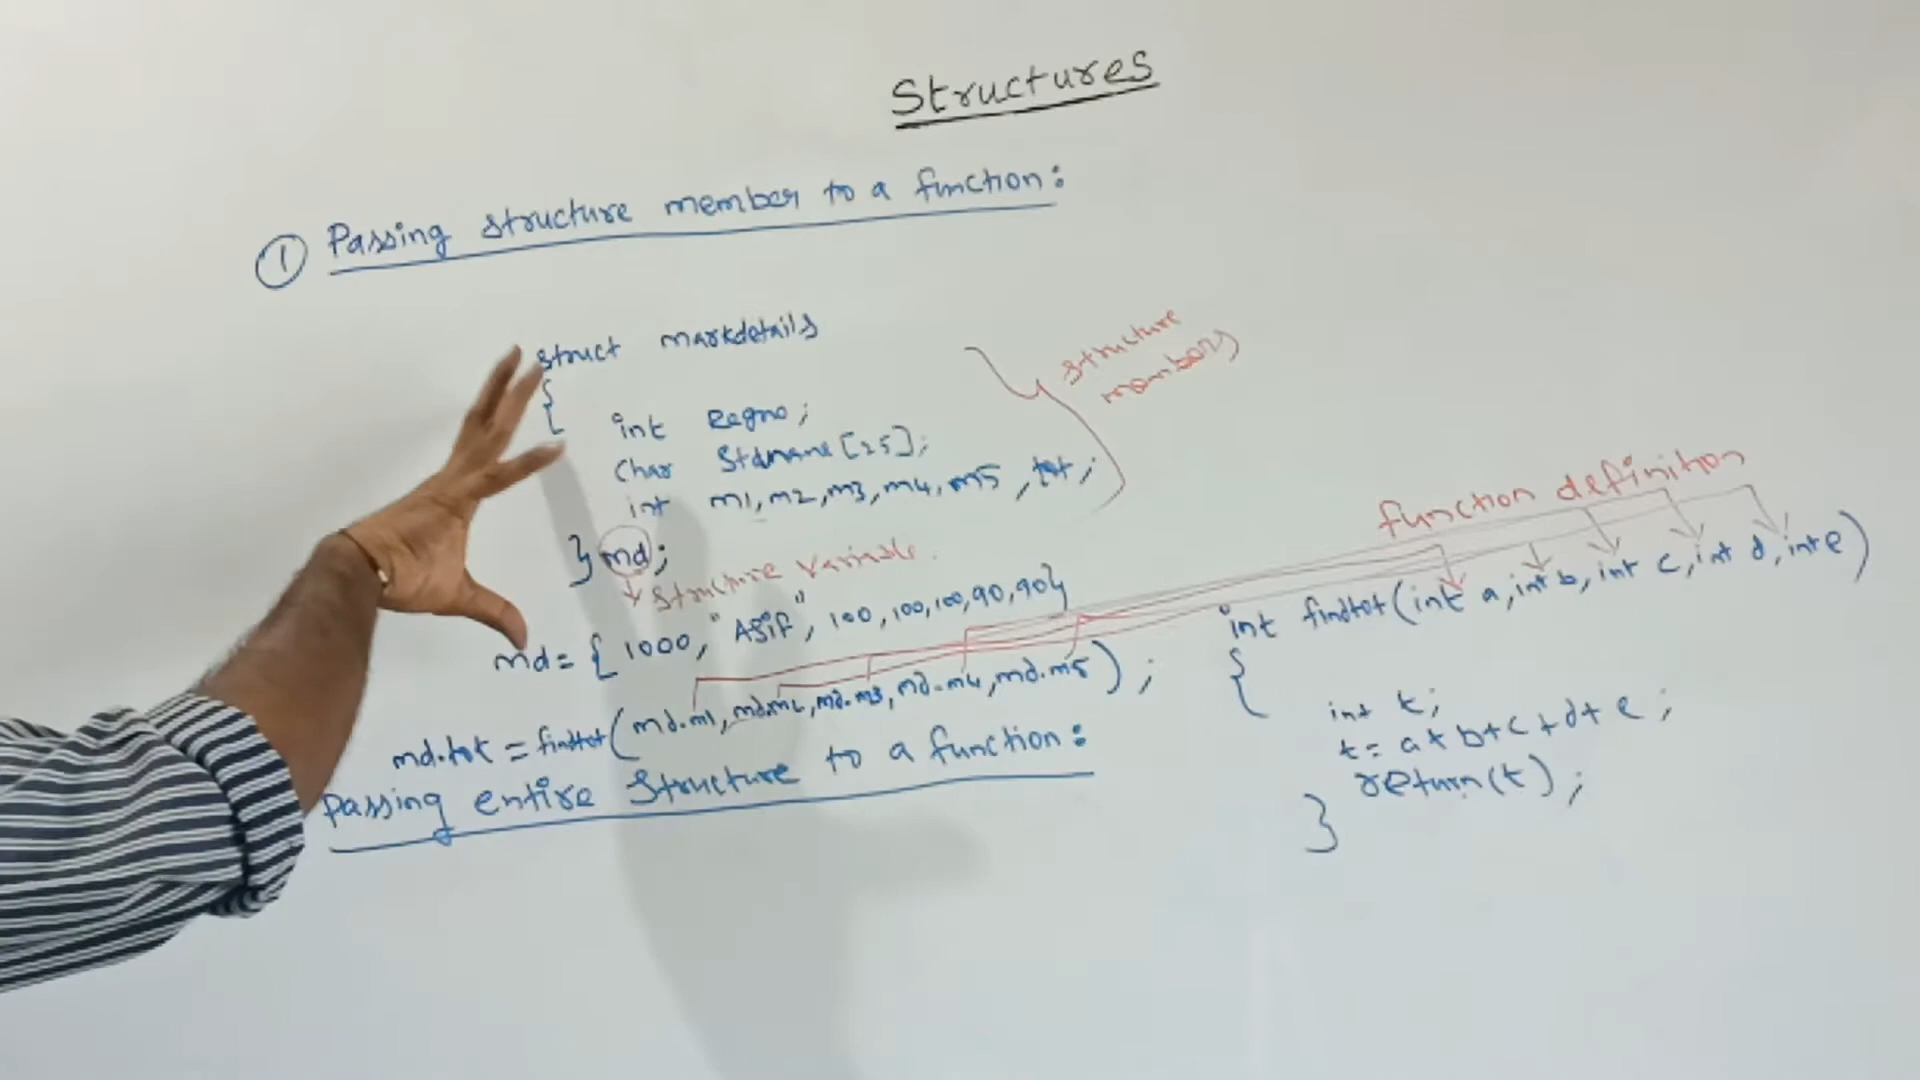 Structures
① Passing structure member to a function:
struct markdetails
{
int Regno;
char Stdname[25];
int m1, m2, m3, m4, m5, tot;
} md;
structure members
structure variable.
md = { 1000, "ASiF", 100, 100, 100, 90, 90}
md.tot = findtot(md.m1, md.m2, md.m3, md.m4, md.m5);
passing entire structure to a function:
function definition
int findtot(int a, int b, int c, int d, int e)
{
int t;
t = a+b+c+d+e;
return(t);
}